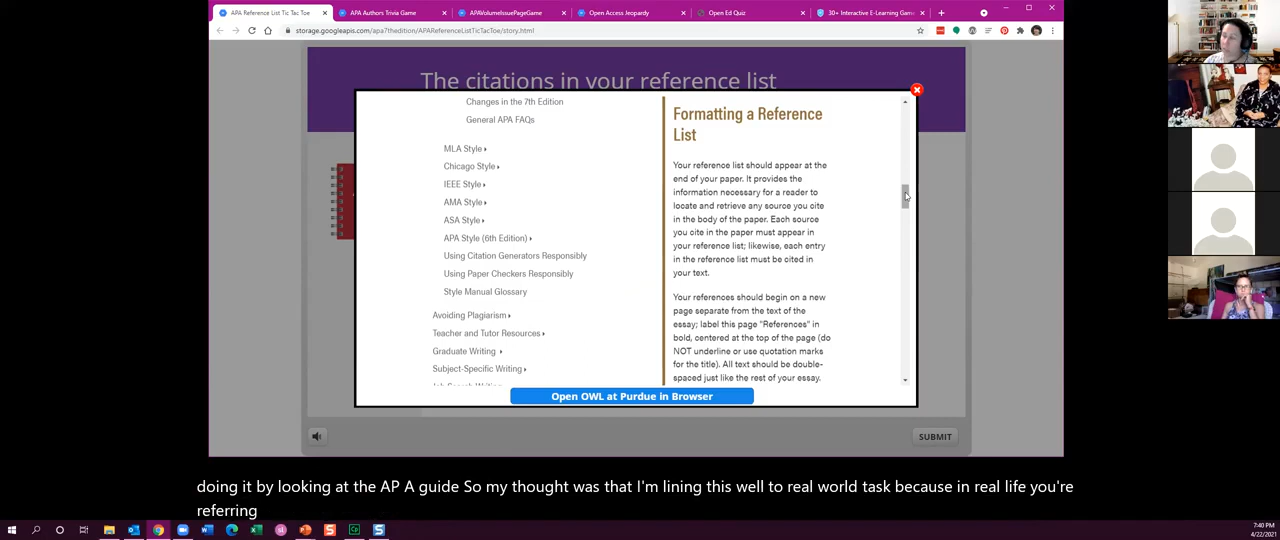 APA Reference List Tic Tac Toe
APA Authors Trivia Game
APAVolumeIssuePageGame
Open Access Jeopardy
Open Ed Quiz
30+ Interactive E-Learning Gam
storage.googleapis.com/apa7thedition/APAReferenceListTicTacToe/story.html
The citations in your reference list
Changes in the 7th Edition
General APA FAQs
MLA Style
Chicago Style
IEEE Style
AMA Style
ASA Style
APA Style (6th Edition)
Using Citation Generators Responsibly
Using Paper Checkers Responsibly
Style Manual Glossary
Avoiding Plagiarism
Teacher and Tutor Resources
Graduate Writing
Subject-Specific Writing
Formatting a Reference
List
Your reference list should appear at the
end of your paper. It provides the
information necessary for a reader to
locate and retrieve any source you cite
in the body of the paper. Each source
you cite in the paper must appear in
your reference list; likewise, each entry
in the reference list must be cited in
your text.
Your references should begin on a new
page separate from the text of the
essay; label this page "References" in
bold, centered at the top of the page (do
NOT underline or use quotation marks
for the title). All text should be double-
spaced just like the rest of your essay.
Open OWL at Purdue in Browser
SUBMIT
doing it by looking at the AP A guide So my thought was that I'm lining this well to real world task because in real life you're
referring
7:40 PM
4/22/2021